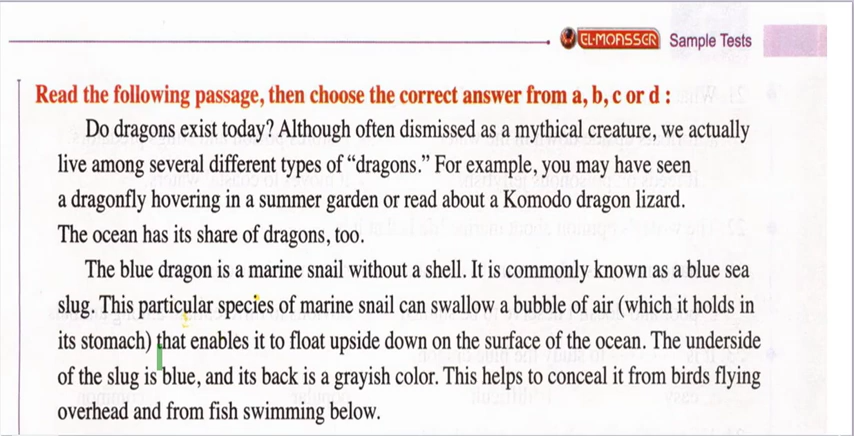 EL-MOASSER Sample Tests
Read the following passage, then choose the correct answer from a, b, c or d :
Do dragons exist today? Although often dismissed as a mythical creature, we actually
live among several different types of “dragons.” For example, you may have seen
a dragonfly hovering in a summer garden or read about a Komodo dragon lizard.
The ocean has its share of dragons, too.
The blue dragon is a marine snail without a shell. It is commonly known as a blue sea
slug. This particular species of marine snail can swallow a bubble of air (which it holds in
its stomach) that enables it to float upside down on the surface of the ocean. The underside
of the slug is blue, and its back is a grayish color. This helps to conceal it from birds flying
overhead and from fish swimming below.